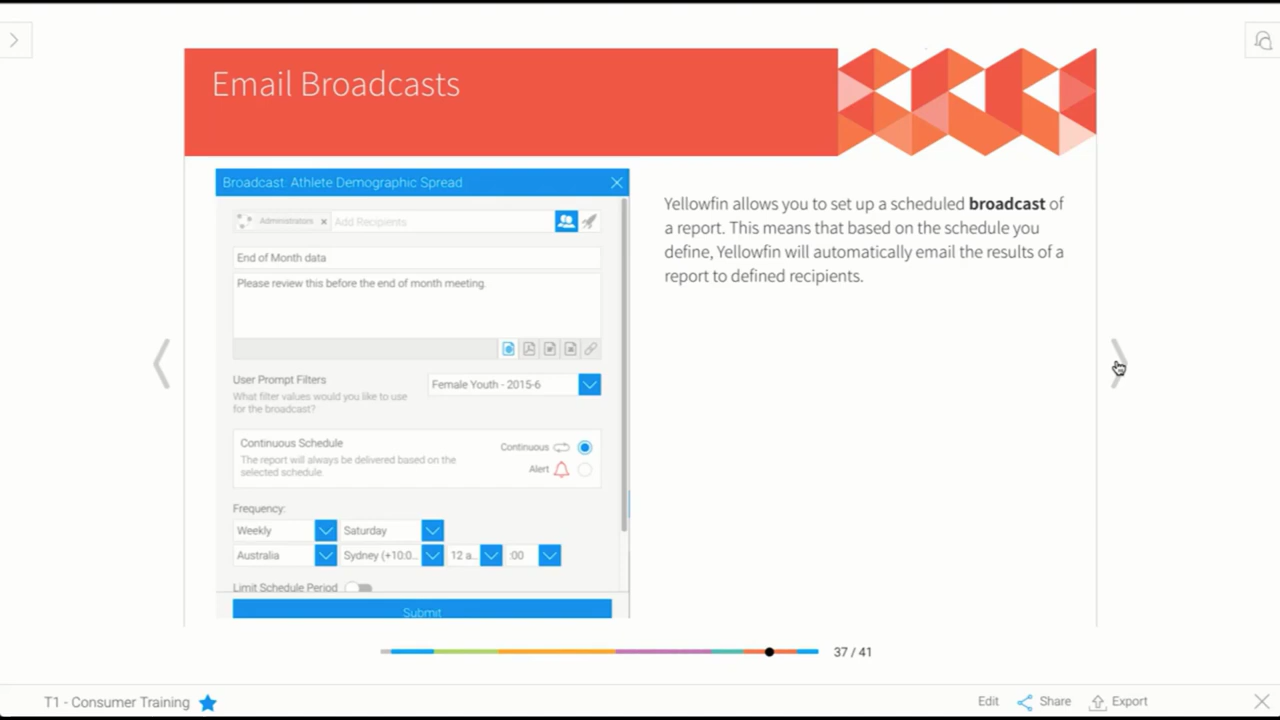 Email Broadcasts
Broadcast: Athlete Demographic Spread
Administrators x Add Recipients
End of Month data
Please review this before the end of month meeting.
User Prompt Filters
Female Youth - 2015-6
What filter values would you like to use
for the broadcast?
Continuous Schedule
Continuous
The report will always be delivered based on the
selected schedule.
Alert
Frequency:
Weekly Saturday
Australia Sydney (+10:0.. 12 a.. :00
Limit Schedule Period
Submit
Yellowfin allows you to set up a scheduled broadcast of
a report. This means that based on the schedule you
define, Yellowfin will automatically email the results of a
report to defined recipients.
37 / 41
T1 - Consumer Training
Edit Share Export